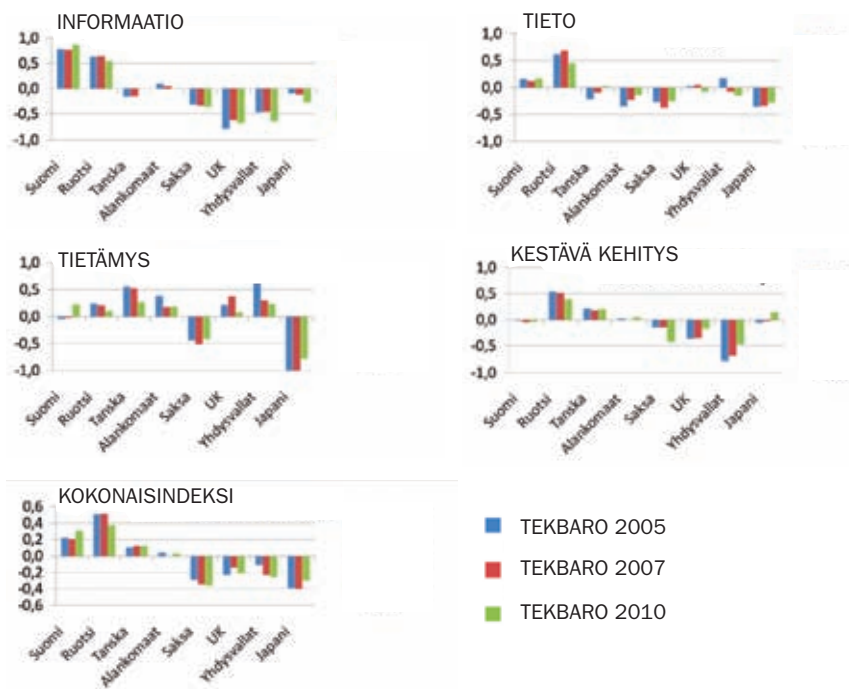 INFORMAATIO
1,0
0,5
0,0
-0,5
-1,0
Suomi
Ruotsi
Tanska
Alankomaat
Saksa
UK
Yhdysvallat
Japani
TIETO
1,0
0,5
0,0
-0,5
-1,0
Suomi
Ruotsi
Tanska
Alankomaat
Saksa
UK
Yhdysvallat
Japani
TIETÄMYS
1,0
0,5
0,0
-0,5
-1,0
Suomi
Ruotsi
Tanska
Alankomaat
Saksa
UK
Yhdysvallat
Japani
KESTÄVÄ KEHITYS
1,0
0,5
0,0
-0,5
-1,0
Suomi
Ruotsi
Tanska
Alankomaat
Saksa
UK
Yhdysvallat
Japani
KOKONAISINDEKSI
0,6
0,4
0,2
0,0
-0,2
-0,4
-0,6
Suomi
Ruotsi
Tanska
Alankomaat
Saksa
UK
Yhdysvallat
Japani
TEKBARO 2005
TEKBARO 2007
TEKBARO 2010